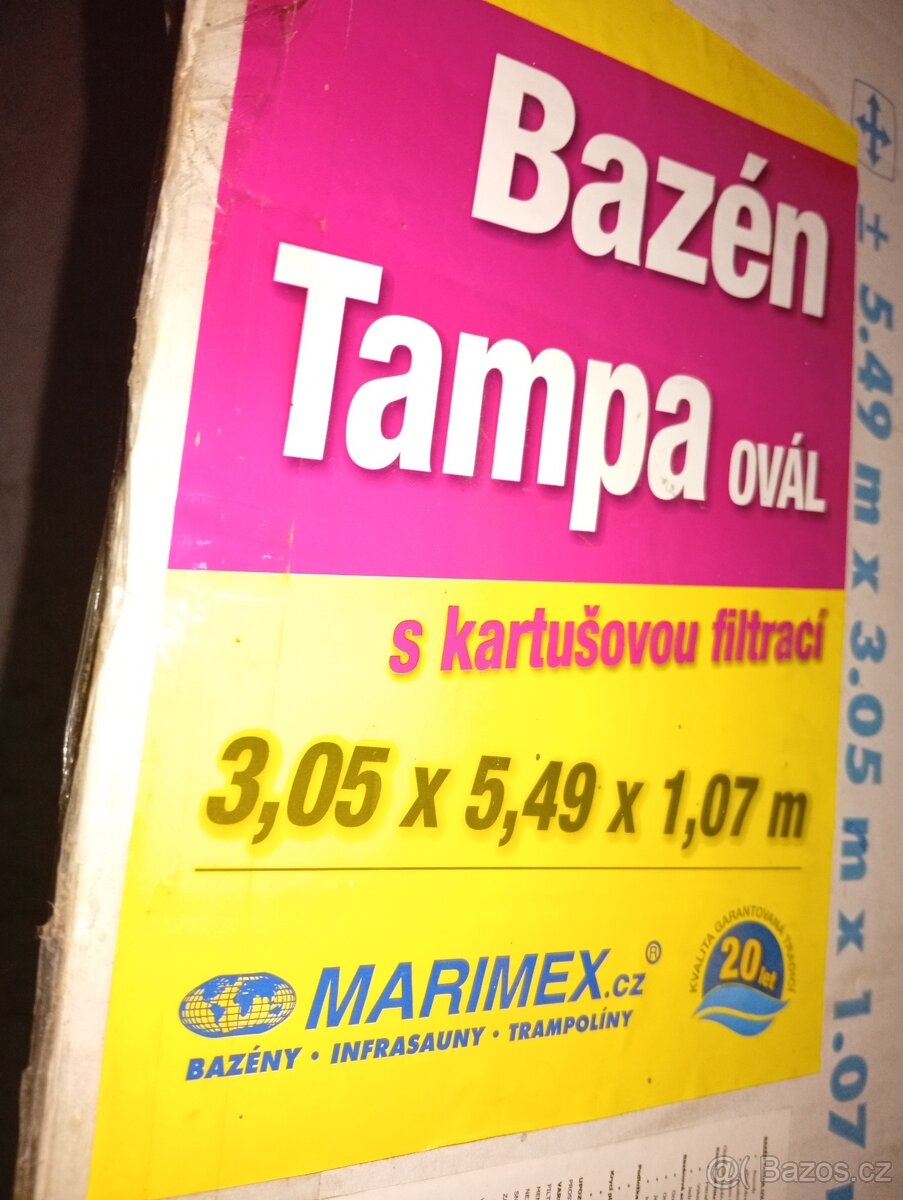 Bazén
Tampa OVÁL
s kartušovou filtrací
3,05 x 5,49 x 1,07 m
MARIMEX.cz ®
BAZÉNY · INFRASAUNY · TRAMPOLÍNY
KVALITA GARANTOVANÁ TRADICÍ
20 let
± 5.49 m x 3.05 m x 1.07
Bazos.cz